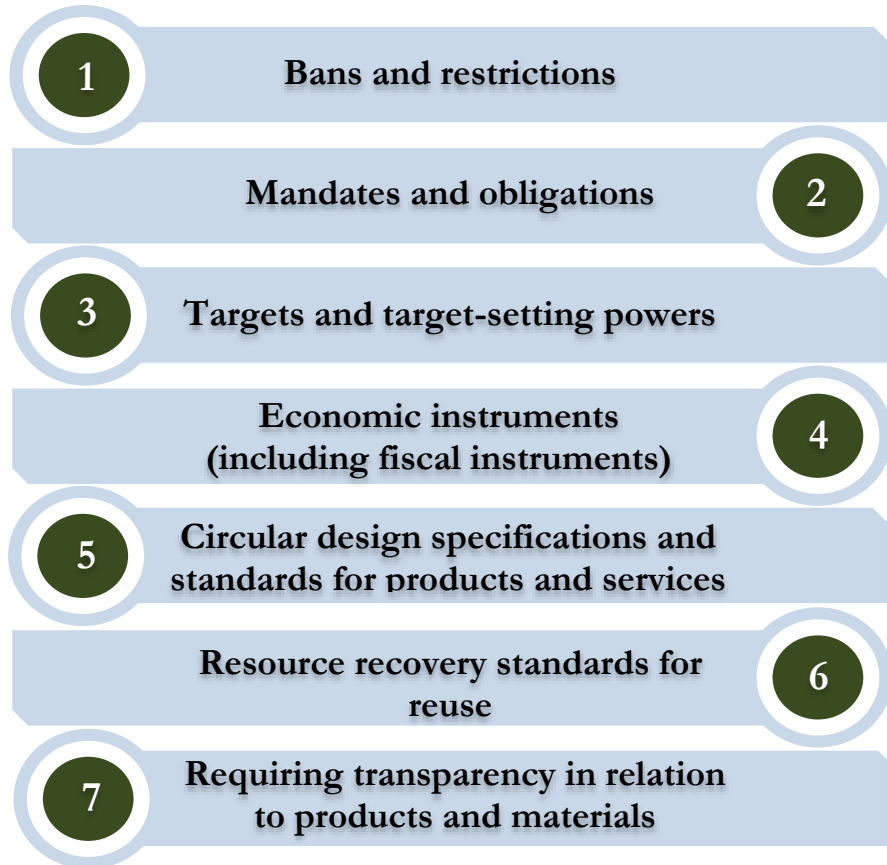 1
Bans and restrictions
Mandates and obligations
2
3
Targets and target-setting powers
Economic instruments
(including fiscal instruments)
4
5
Circular design specifications and
standards for products and services
Resource recovery standards for
reuse
6
7
Requiring transparency in relation
to products and materials